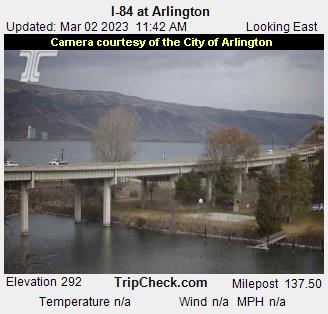 I-84 at Arlington
Updated: Mar 02 2023 11:42 AM Looking East
Camera courtesy of the City of Arlington
Elevation 292 TripCheck.com Milepost 137.50
Temperature n/a Wind n/a MPH n/a